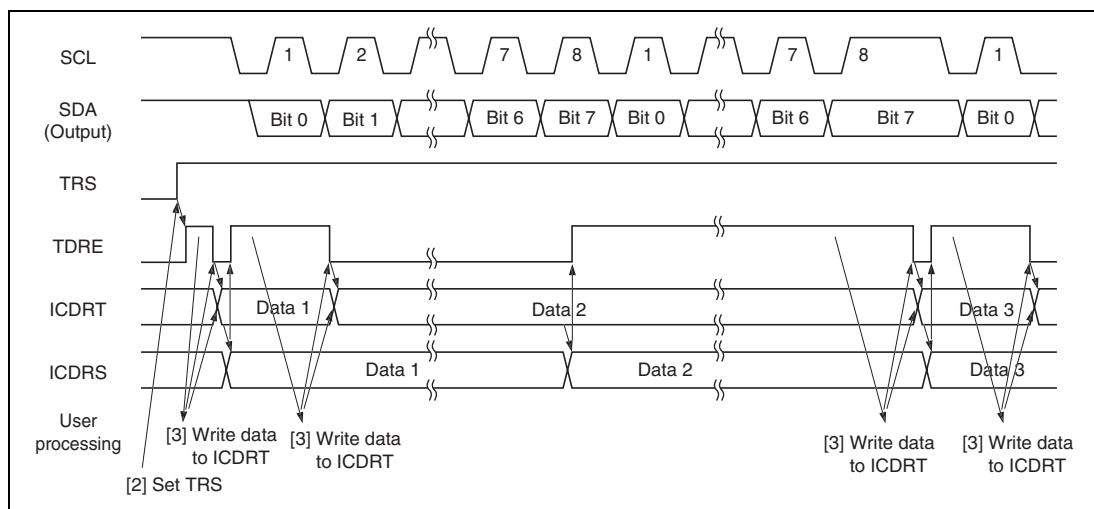 SCL 1 2 7 8 1 7 8 1
SDA
(Output) Bit 0 Bit 1 Bit 6 Bit 7 Bit 0 Bit 6 Bit 7 Bit 0
TRS
TDRE
ICDRT Data 1 Data 2 Data 3
ICDRS Data 1 Data 2 Data 3
User
processing
[3] Write data
to ICDRT
[3] Write data
to ICDRT
[3] Write data
to ICDRT
[3] Write data
to ICDRT
[2] Set TRS